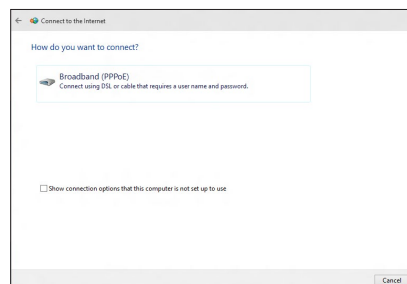 Connect to the Internet
How do you want to connect?
Broadband (PPPoE)
Connect using DSL or cable that requires a user name and password.
Show connection options that this computer is not set up to use
Cancel